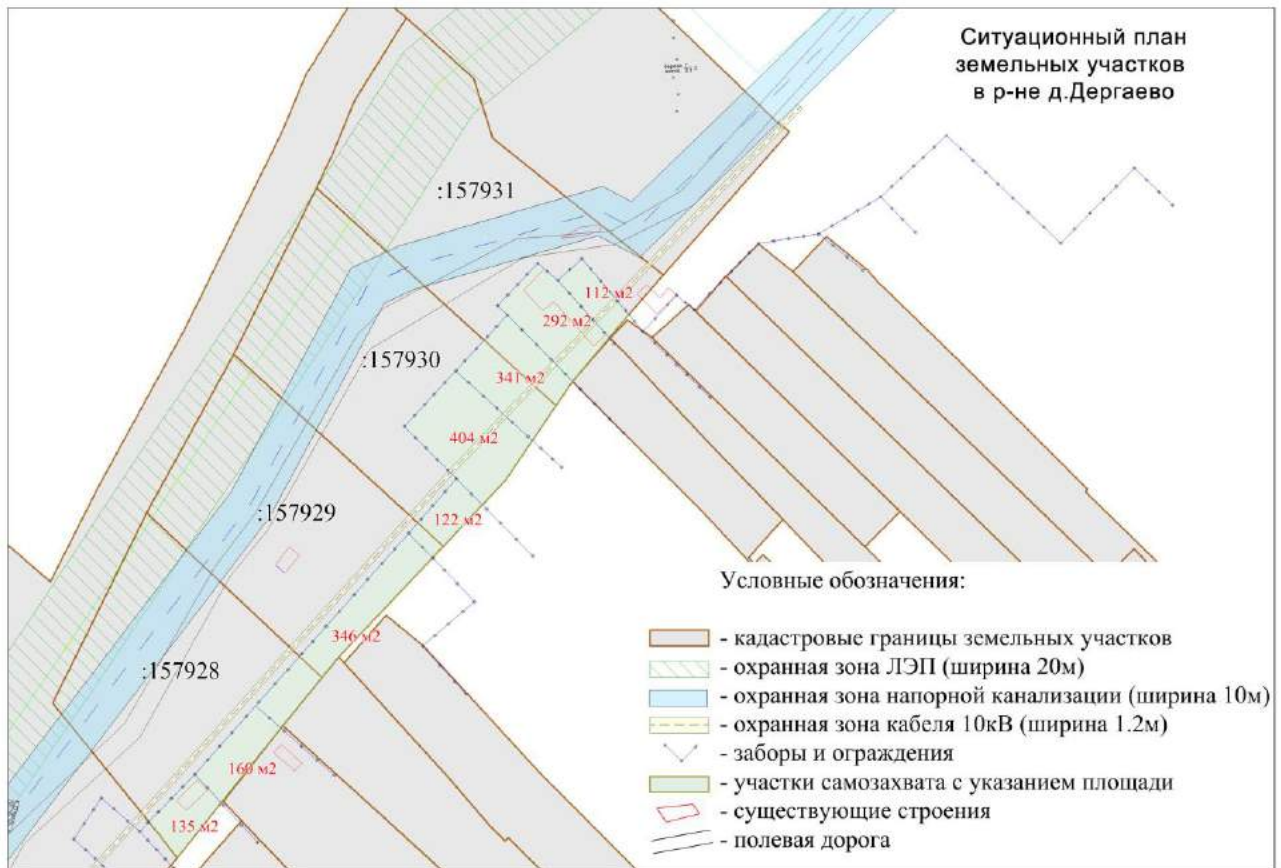 Ситуационный план
земельных участков
в р-не д.Дергаево
:157931
112 м2
292 м2
:157930
341 м2
404 м2
:157929
122 м2
346 м2
:157928
160 м2
135 м2
Условные обозначения:
- кадастровые границы земельных участков
- охранная зона ЛЭП (ширина 20м)
- охранная зона напорной канализации (ширина 10м)
- охранная зона кабеля 10кВ (ширина 1.2м)
- заборы и ограждения
- участки самозахвата с указанием площади
- существующие строения
- полевая дорога